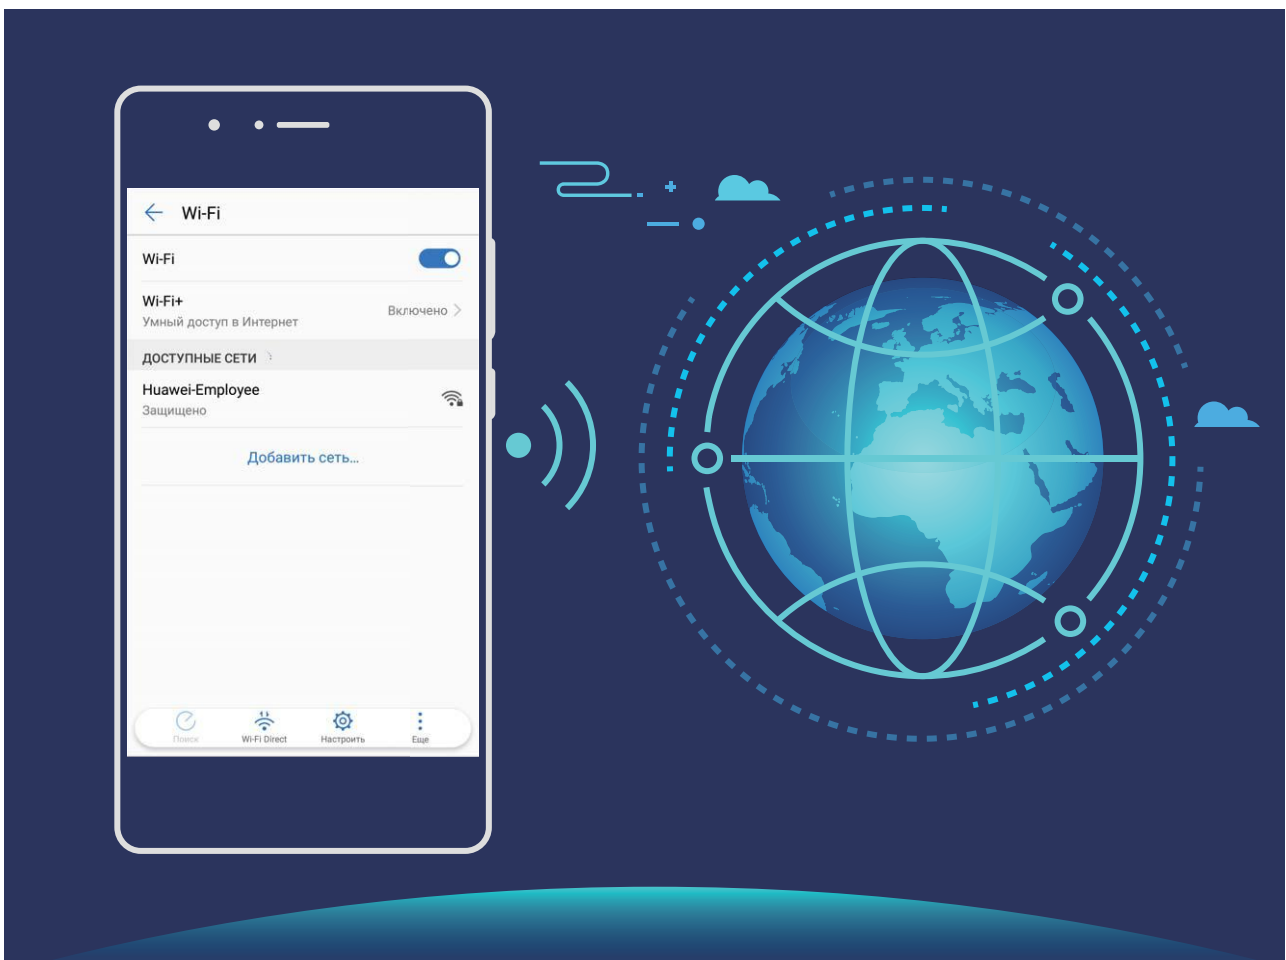 Wi-Fi
Wi-Fi
Wi-Fi+
Умный доступ в Интернет
Включено
ДОСТУПНЫЕ СЕТИ
Huawei-Employee
Защищено
Добавить сеть...
Поиск
Wi-Fi Direct
Настроить
Еще